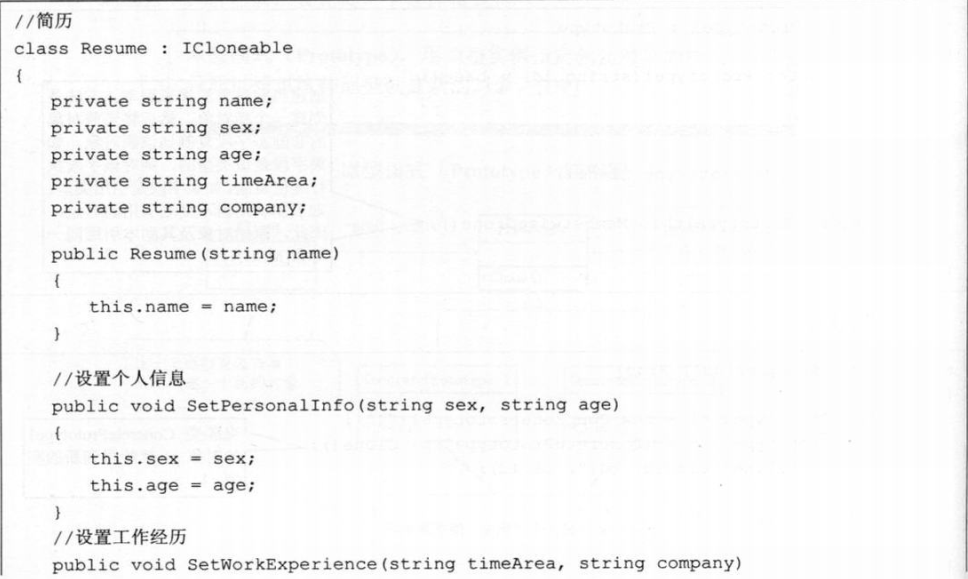 //简历
class Resume : ICloneable
{
    private string name;
    private string sex;
    private string age;
    private string timeArea;
    private string company;
    public Resume(string name)
    {
        this.name = name;
    }
    //设置个人信息
    public void SetPersonalInfo(string sex, string age)
    {
        this.sex = sex;
        this.age = age;
    }
    //设置工作经历
    public void SetWorkExperience(string timeArea, string company)